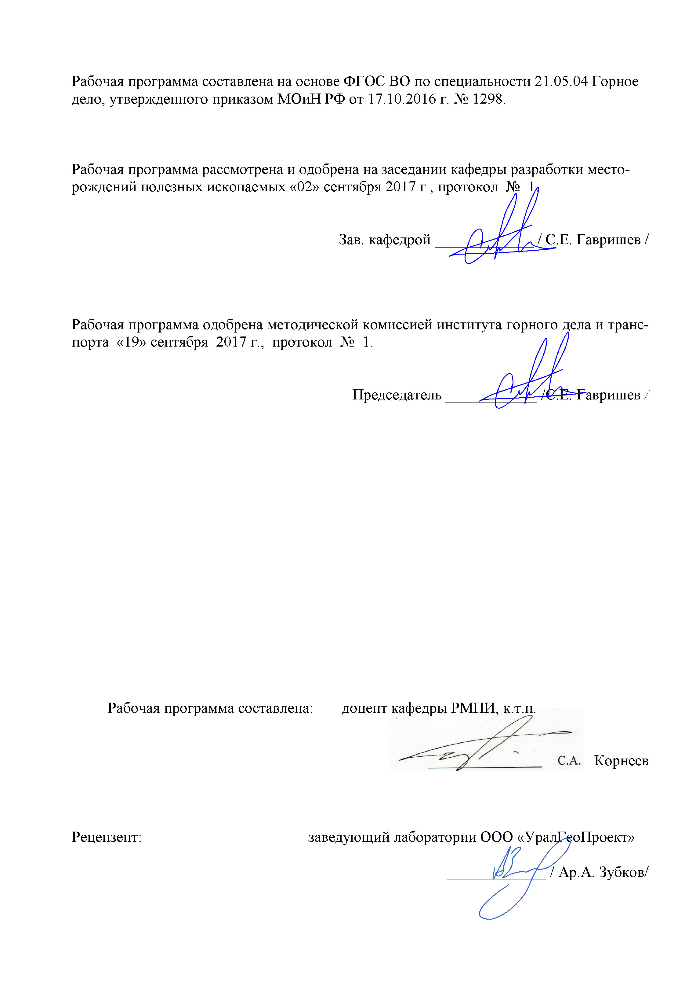 Рабочая программа составлена на основе ФГОС ВО по специальности 21.05.04 Горное
дело, утвержденного приказом МОиН РФ от 17.10.2016 г. № 1298.
Рабочая программа рассмотрена и одобрена на заседании кафедры разработки место-
рождений полезных ископаемых «02» сентября 2017 г., протокол № 1.
Зав. кафедрой _____________ / С.Е. Гавришев /
Рабочая программа одобрена методической комиссией института горного дела и транс-
порта «19» сентября 2017 г., протокол № 1.
Председатель ____________ /С.Е. Гавришев /
Рабочая программа составлена: доцент кафедры РМПИ, к.т.н.
_______________ С.А. Корнеев
Рецензент: заведующий лаборатории ООО «УралГеоПроект»
_____________ / Ар.А. Зубков/